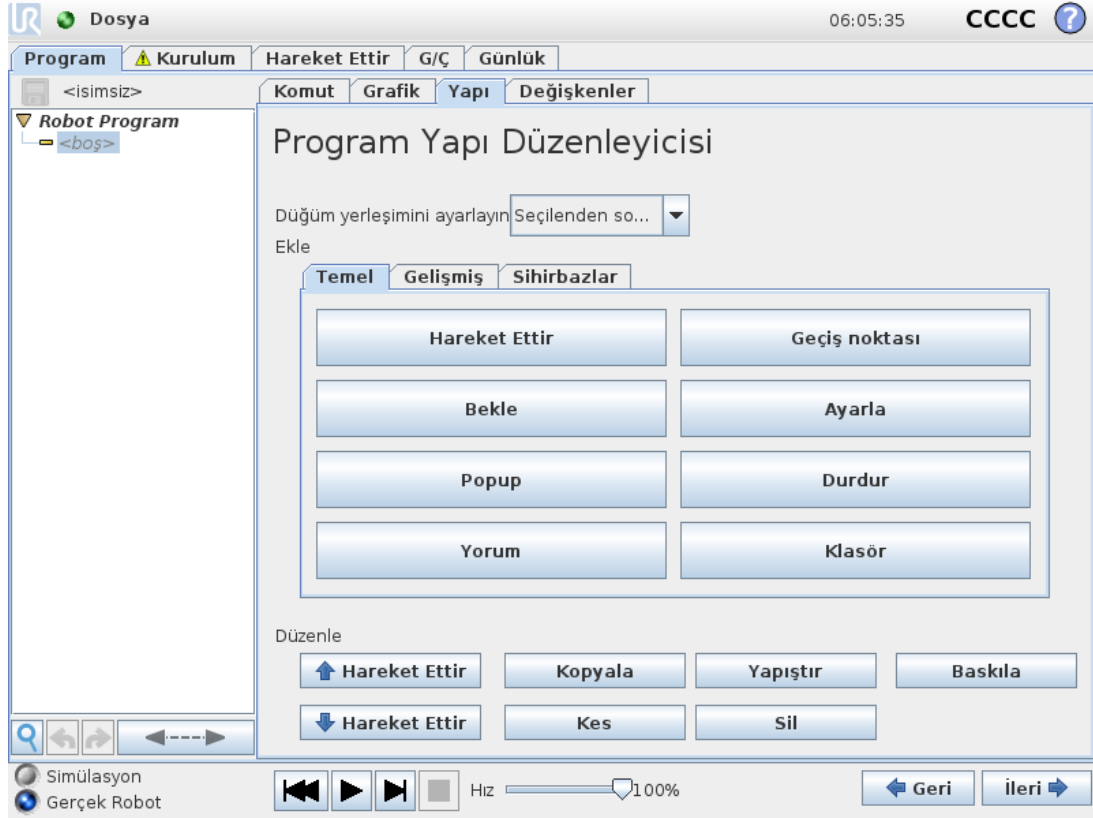 UR Dosya 06:05:35 CCCC ?
Program Kurulum Hareket Ettir G/Ç Günlük
<isimsiz>
Robot Program
<boş>
Komut Grafik Yapı Değişkenler
Program Yapı Düzenleyicisi
Düğüm yerleşimini ayarlayın Seçilenden so...
Ekle
Temel Gelişmiş Sihirbazlar
Hareket Ettir Geçiş noktası
Bekle Ayarla
Popup Durdur
Yorum Klasör
Düzenle
Hareket Ettir Kopyala Yapıştır Baskıla
Hareket Ettir Kes Sil
Simülasyon
Gerçek Robot
Hız 100%
Geri İleri